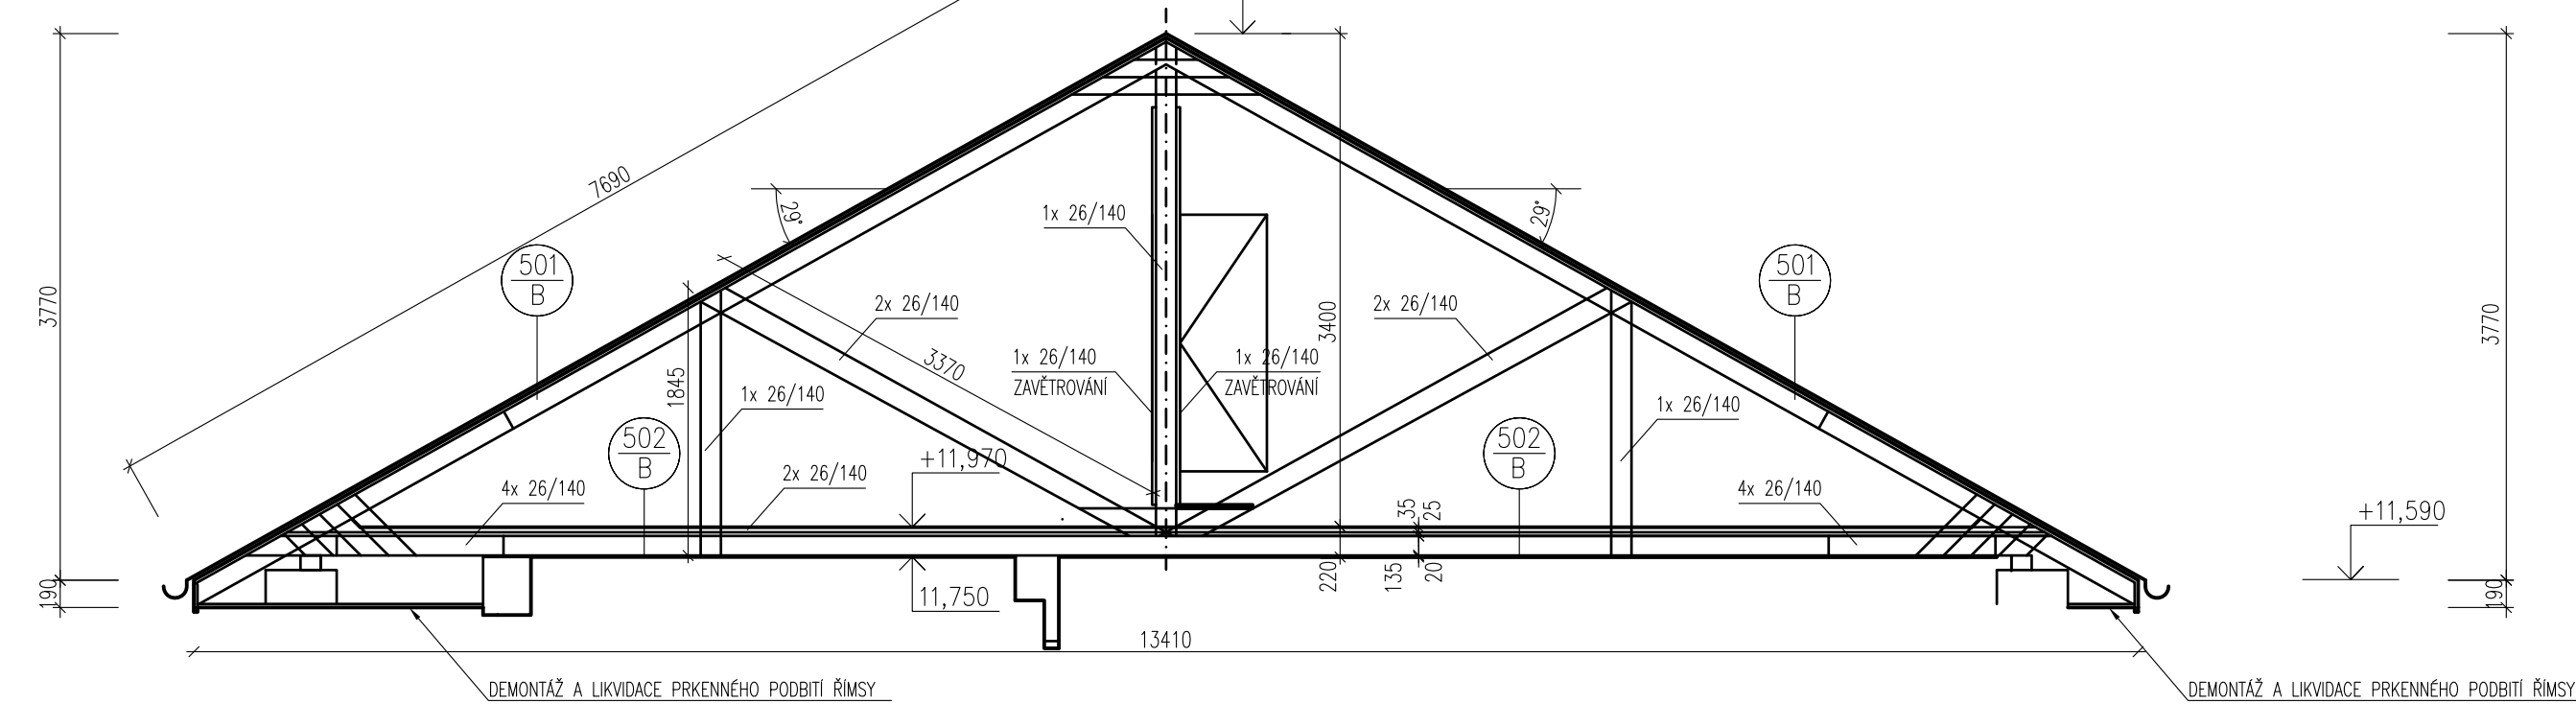 7690
29°
29°
1x 26/140
501
B
501
B
3770
3770
2x 26/140
2x 26/140
3400
3370
1x 26/140
ZAVĚTROVÁNÍ
1x 26/140
ZAVĚTROVÁNÍ
1845
1x 26/140
1x 26/140
502
B
502
B
+11,970
2x 26/140
4x 26/140
4x 26/140
35
25
+11,590
220
135
20
190
11,750
190
13410
DEMONTÁŽ A LIKVIDACE PRKENNÉHO PODBITÍ ŘÍMSY
DEMONTÁŽ A LIKVIDACE PRKENNÉHO PODBITÍ ŘÍMSY